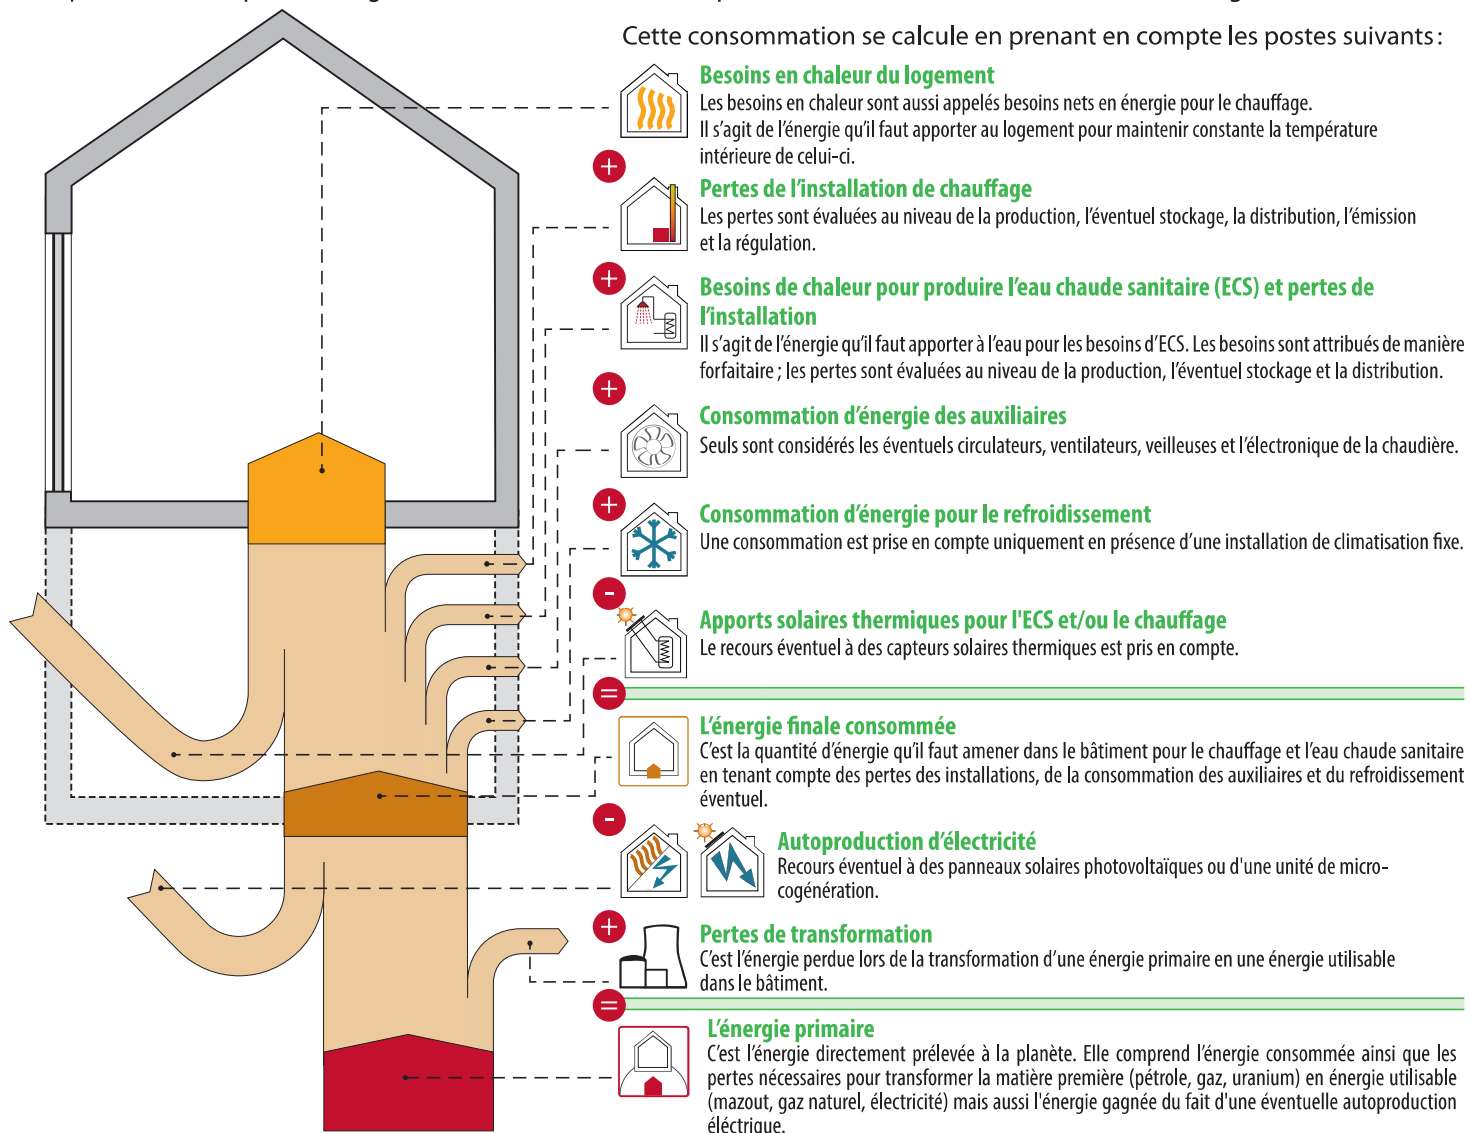 Cette consommation se calcule en prenant en compte les postes suivants :
Besoins en chaleur du logement
Les besoins en chaleur sont aussi appelés besoins nets en énergie pour le chauffage.
Il s'agit de l'énergie qu'il faut apporter au logement pour maintenir constante la température
intérieure de celui-ci.
+
Pertes de l'installation de chauffage
Les pertes sont évaluées au niveau de la production, l'éventuel stockage, la distribution, l'émission
et la régulation.
+
Besoins de chaleur pour produire l'eau chaude sanitaire (ECS) et pertes de
l'installation
Il s'agit de l'énergie qu'il faut apporter à l'eau pour les besoins d'ECS. Les besoins sont attribués de manière
forfaitaire ; les pertes sont évaluées au niveau de la production, l'éventuel stockage et la distribution.
+
Consommation d'énergie des auxiliaires
Seuls sont considérés les éventuels circulateurs, ventilateurs, veilleuses et l'électronique de la chaudière.
+
Consommation d'énergie pour le refroidissement
Une consommation est prise en compte uniquement en présence d'une installation de climatisation fixe.
-
Apports solaires thermiques pour l'ECS et/ou le chauffage
Le recours éventuel à des capteurs solaires thermiques est pris en compte.
=
L'énergie finale consommée
C'est la quantité d'énergie qu'il faut amener dans le bâtiment pour le chauffage et l'eau chaude sanitaire
en tenant compte des pertes des installations, de la consommation des auxiliaires et du refroidissement
éventuel.
-
Autoproduction d'électricité
Recours éventuel à des panneaux solaires photovoltaïques ou d'une unité de micro-
cogénération.
+
Pertes de transformation
C'est l'énergie perdue lors de la transformation d'une énergie primaire en une énergie utilisable
dans le bâtiment.
=
L'énergie primaire
C'est l'énergie directement prélevée à la planète. Elle comprend l'énergie consommée ainsi que les
pertes nécessaires pour transformer la matière première (pétrole, gaz, uranium) en énergie utilisable
(mazout, gaz naturel, électricité) mais aussi l'énergie gagnée du fait d'une éventuelle autoproduction
éléctrique.